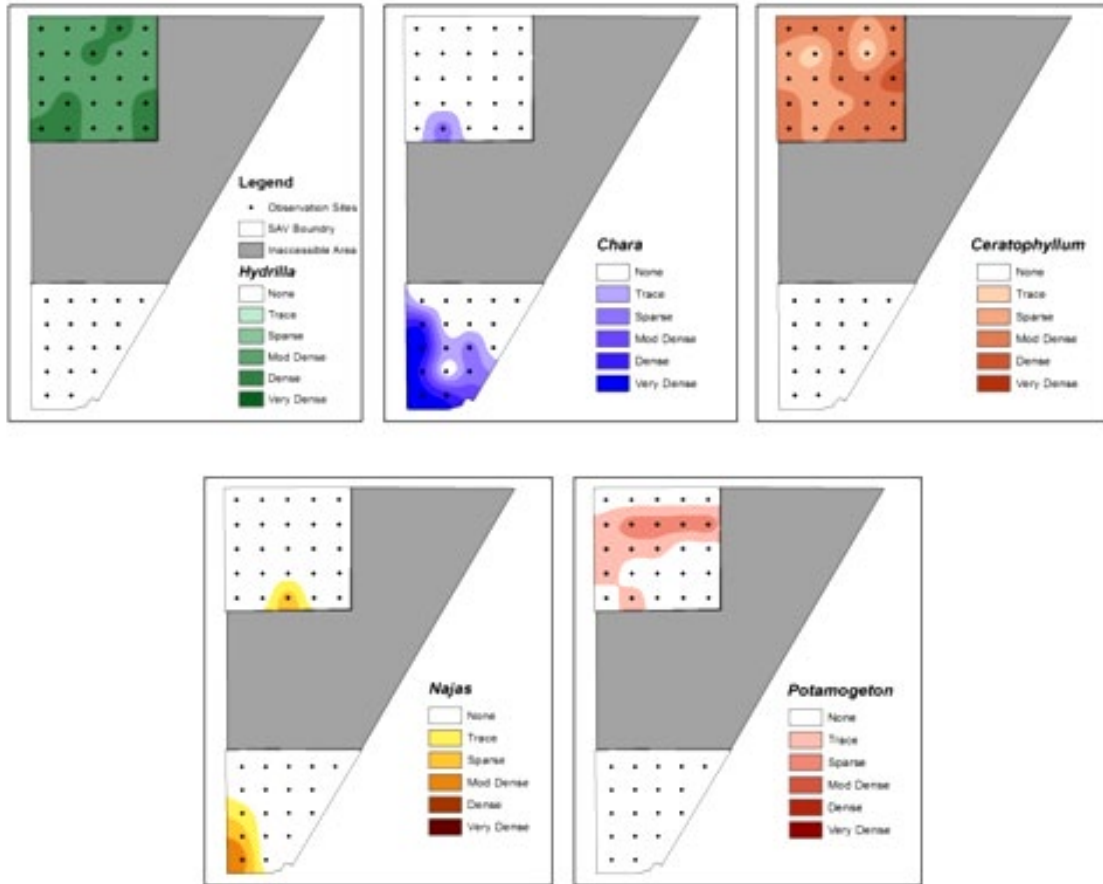 Legend
Observation Sites
SAV Boundry
Inaccessible Area
Hydrilla
None
Trace
Sparse
Mod Dense
Dense
Very Dense
Chara
None
Trace
Sparse
Mod Dense
Dense
Very Dense
Ceratophyllum
None
Trace
Sparse
Mod Dense
Dense
Very Dense
Najas
None
Trace
Sparse
Mod Dense
Dense
Very Dense
Potamogeton
None
Trace
Sparse
Mod Dense
Dense
Very Dense